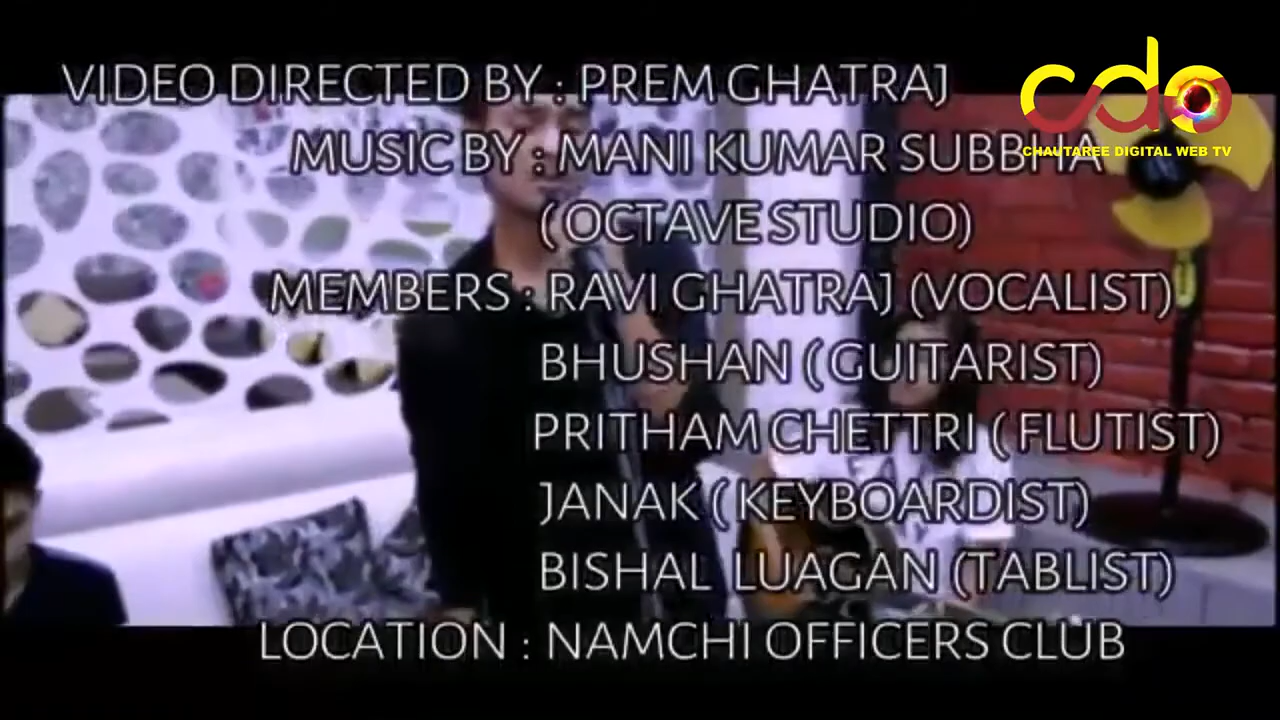 cdo
VIDEO DIRECTED BY : PREM GHATRAJ
MUSIC BY : MANI KUMAR SUBBHA
CHAUTAREE DIGITAL WEB TV
( OCTAVE STUDIO)
MEMBERS : RAVI GHATRAJ (VOCALIST)
BHUSHAN ( GUITARIST)
PRITHAM CHETTRI ( FLUTIST)
JANAK ( KEYBOARDIST)
BISHAL LUAGAN (TABLIST)
LOCATION : NAMCHI OFFICERS CLUB